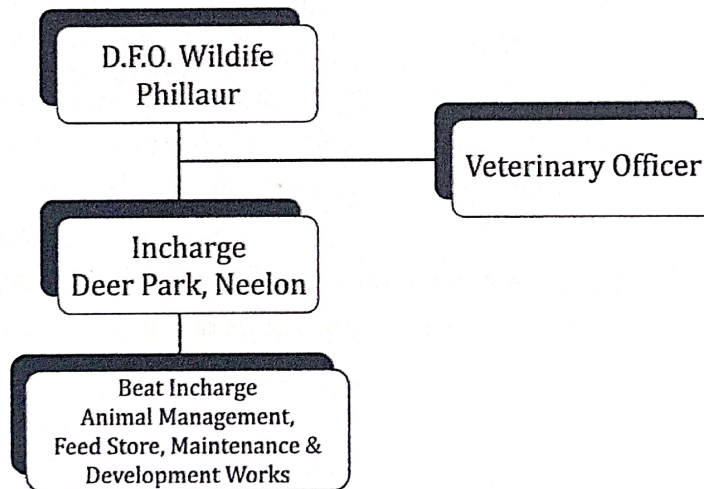 D.F.O. Wildife
Phillaur
Veterinary Officer
Incharge
Deer Park, Neelon
Beat Incharge
Animal Management,
Feed Store, Maintenance &
Development Works